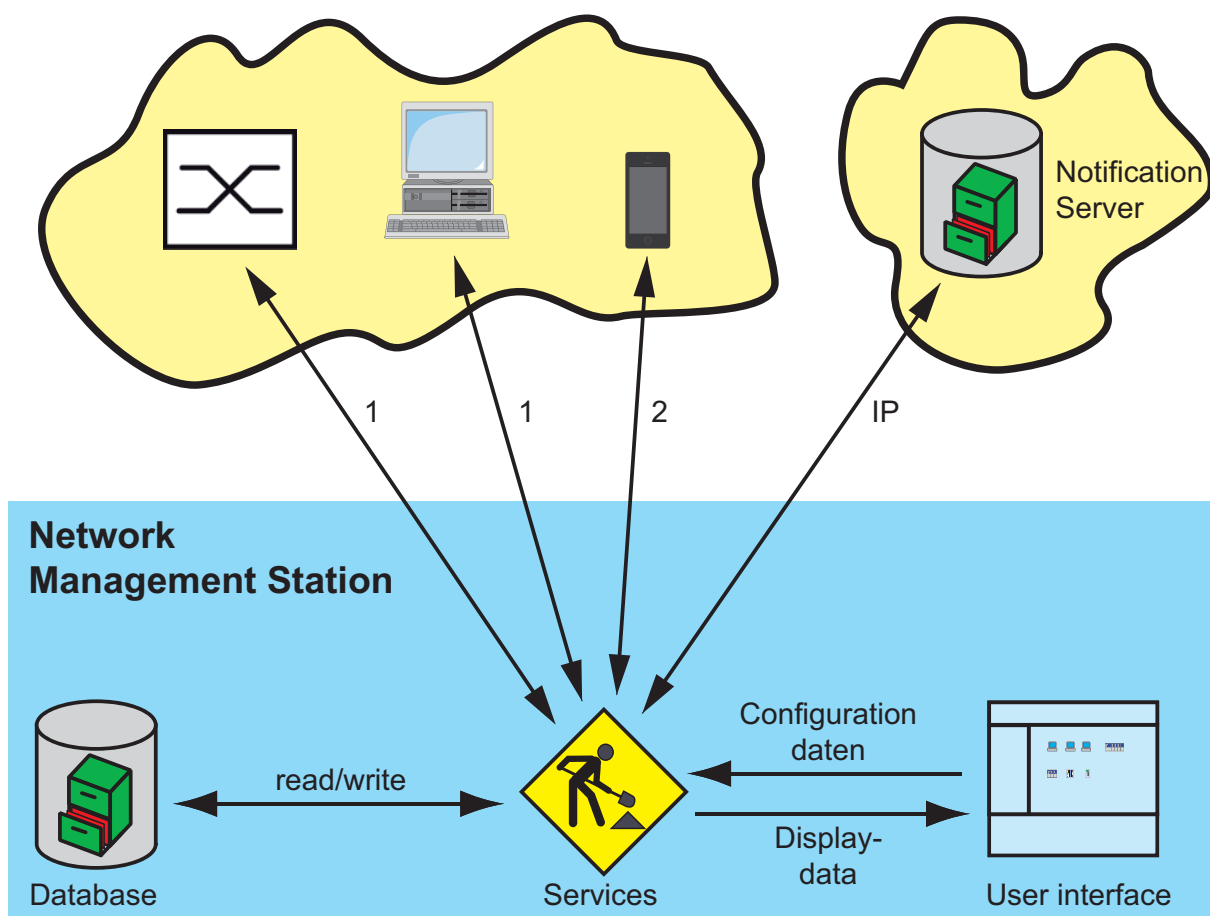 Notification
Server
1
1
2
IP
Network
Management Station
Configuration
daten
read/write
Display-
data
Database
Services
User interface